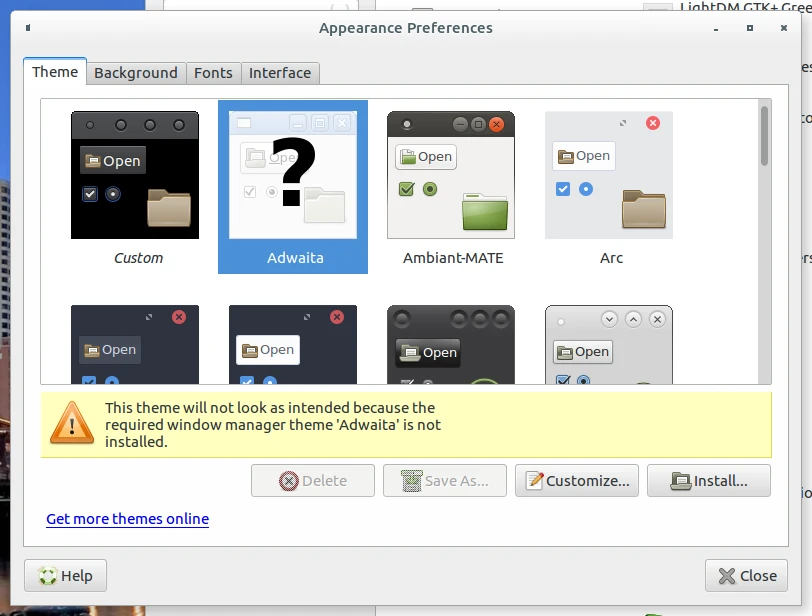 LightDM GTK+ Gree
Appearance Preferences
Theme Background Fonts Interface
Open Open Open Open
Custom Adwaita Ambiant-MATE Arc
Open Open Open Open
This theme will not look as intended because the
required window manager theme 'Adwaita' is not
installed.
Delete Save As... Customize... Install...
Get more themes online
Help Close